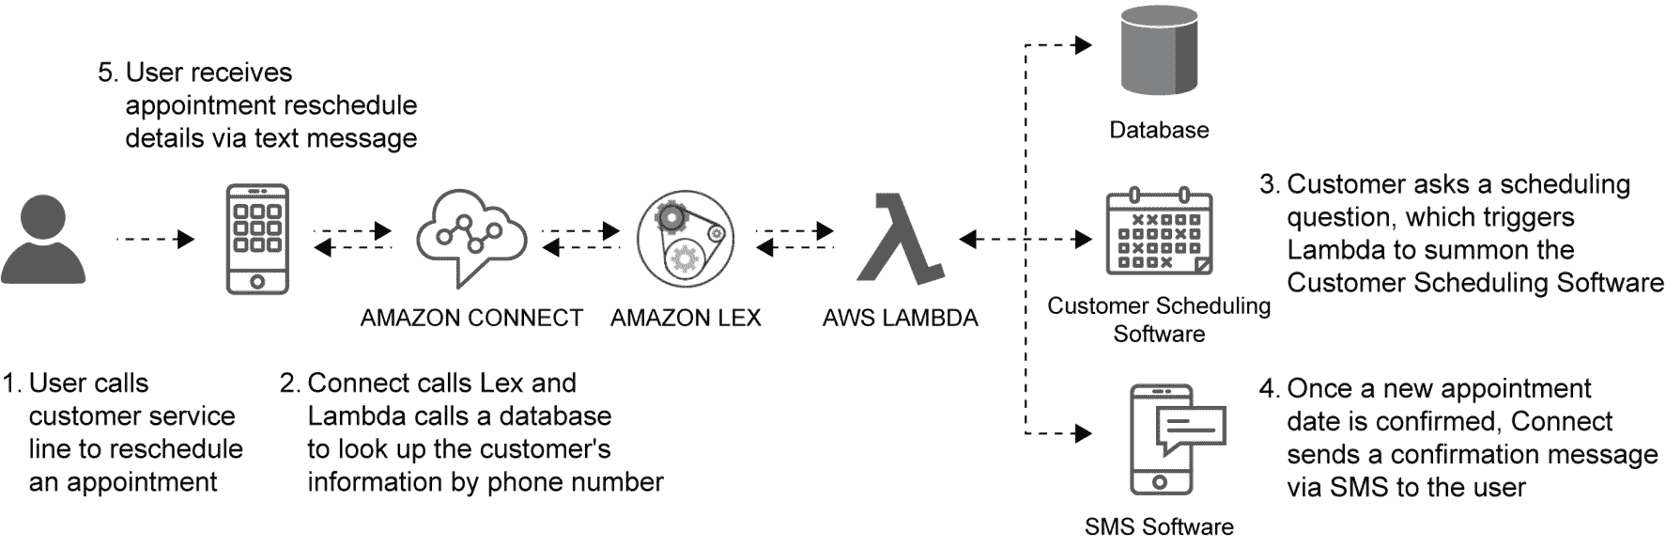 5. User receives
appointment reschedule
details via text message
Database
3. Customer asks a scheduling
question, which triggers
Lambda to summon the
Customer Scheduling Software
AMAZON CONNECT
AMAZON LEX
AWS LAMBDA
Customer Scheduling
Software
1. User calls
customer service
line to reschedule
an appointment
2. Connect calls Lex and
Lambda calls a database
to look up the customer's
information by phone number
4. Once a new appointment
date is confirmed, Connect
sends a confirmation message
via SMS to the user
SMS Software